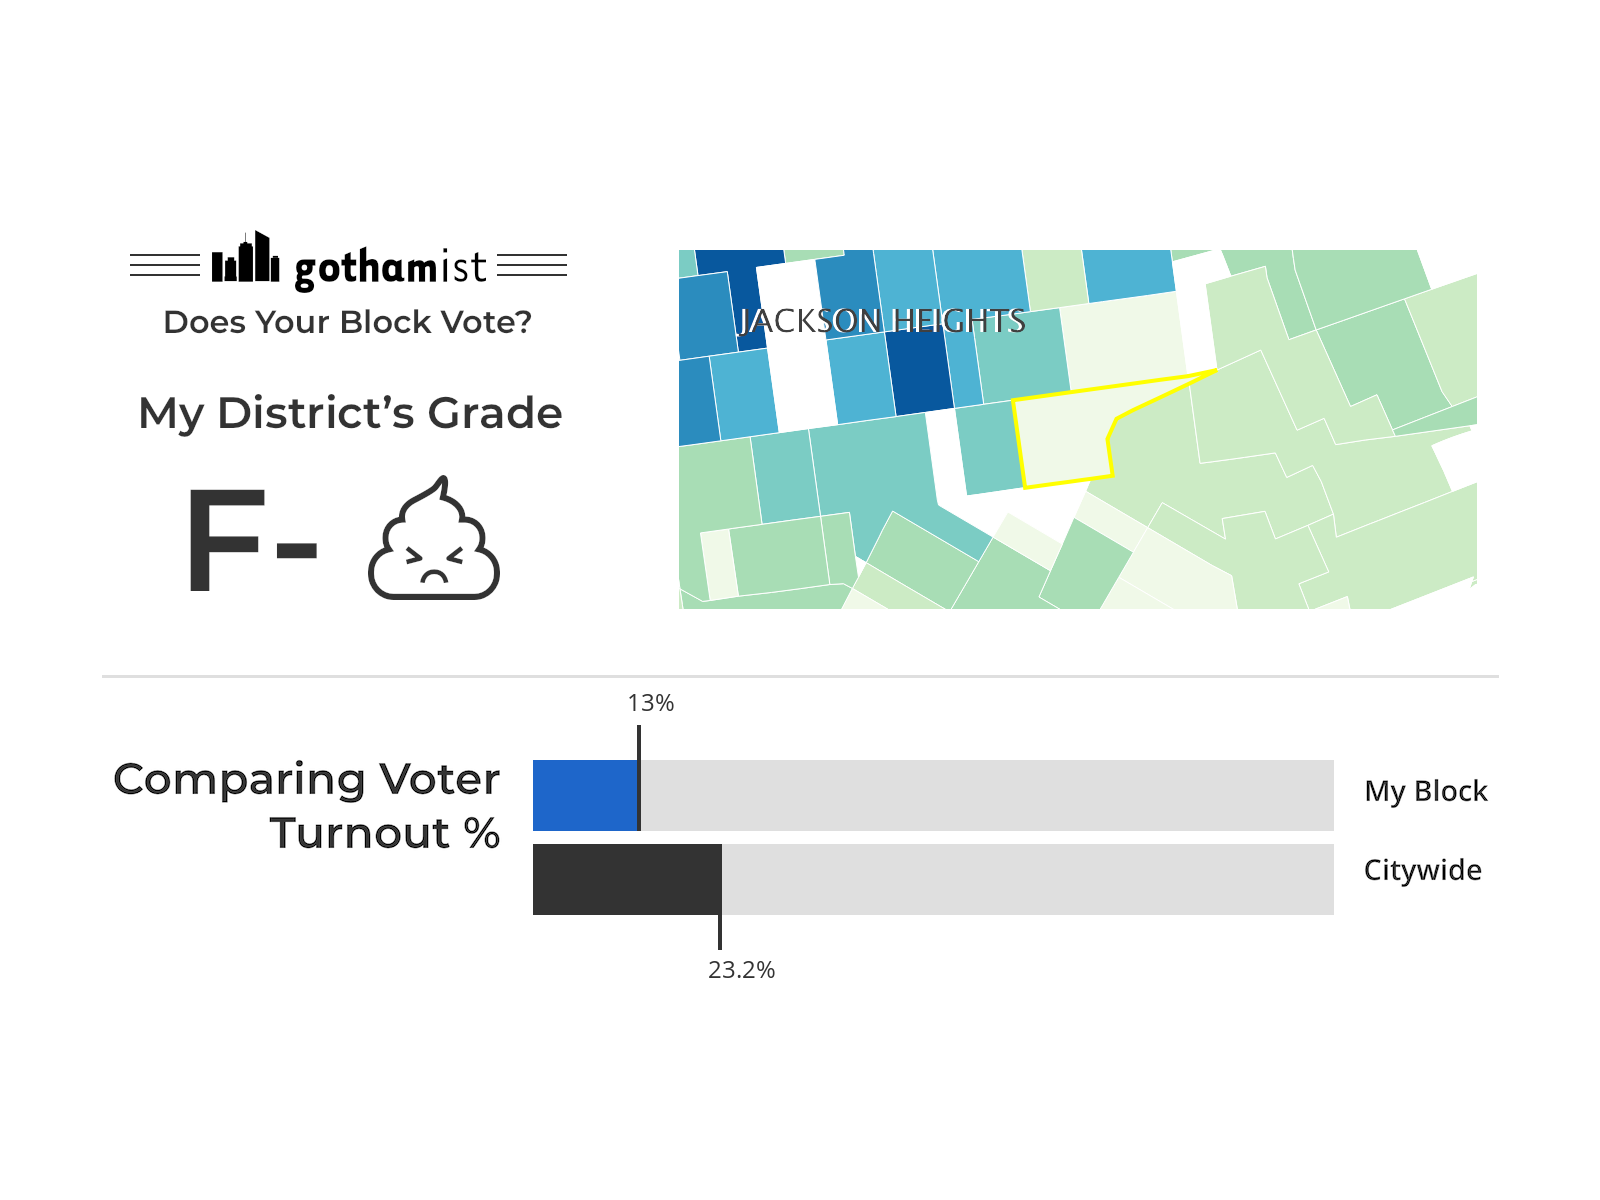 gothamist
Does Your Block Vote?
My District’s Grade
F-
JACKSON HEIGHTS
13%
Comparing Voter
Turnout %
My Block
Citywide
23.2%